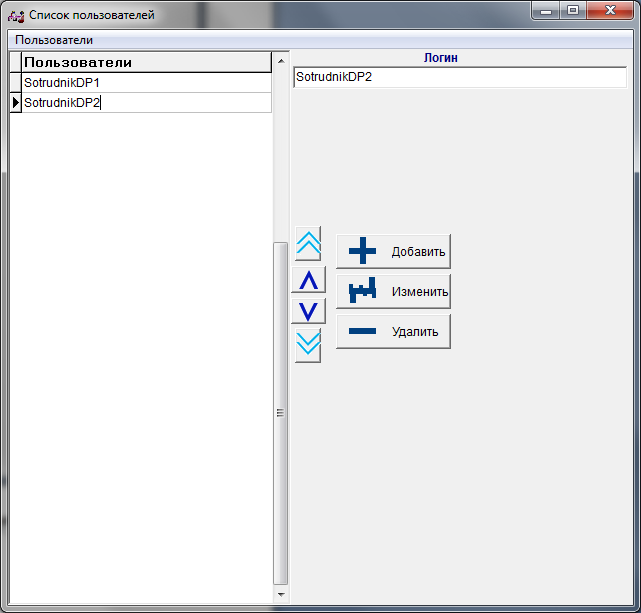 Список пользователей
Пользователи
Пользователи
SotrudnikDP1
SotrudnikDP2
Логин
SotrudnikDP2
Добавить
Изменить
Удалить